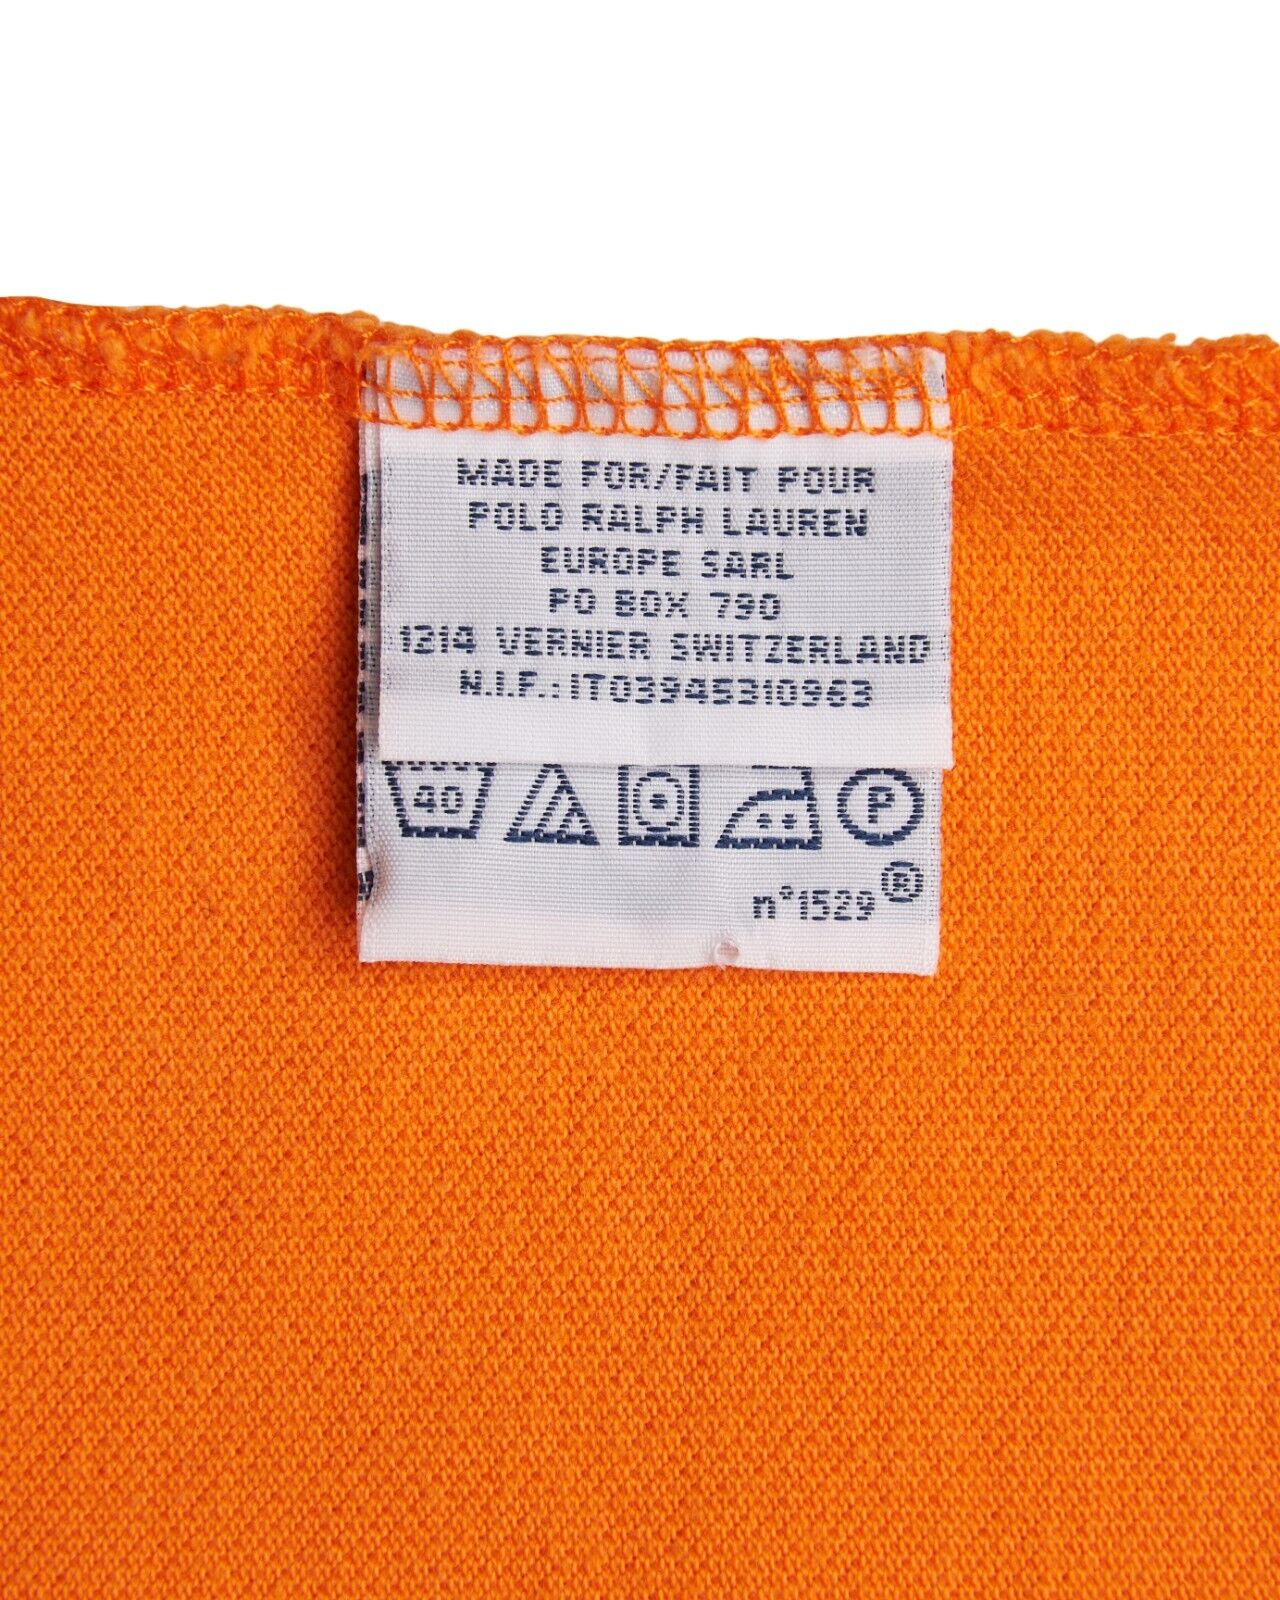 MADE FOR/FAIT POUR
POLO RALPH LAUREN
EUROPE SARL
PO BOX 790
1214 VERNIER SWITZERLAND
N.I.F.: IT03945310963
40 P
n°1529 ®